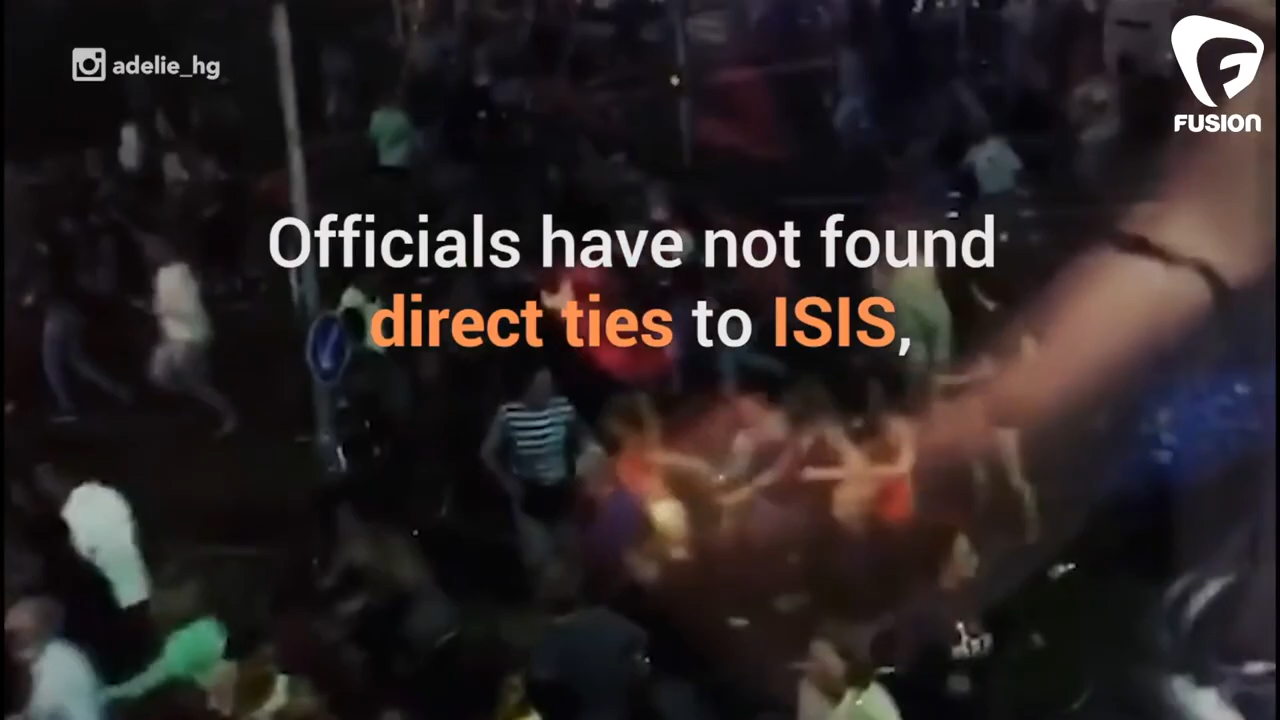 adelie_hg
FUSION
Officials have not found
direct ties to ISIS,